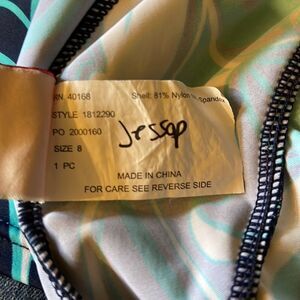 RN 40168
Shell: 81% Nylon Spandex
STYLE 1812290
PO 2000160
SIZE 8
1 PC
Jessop
MADE IN CHINA
FOR CARE SEE REVERSE SIDE